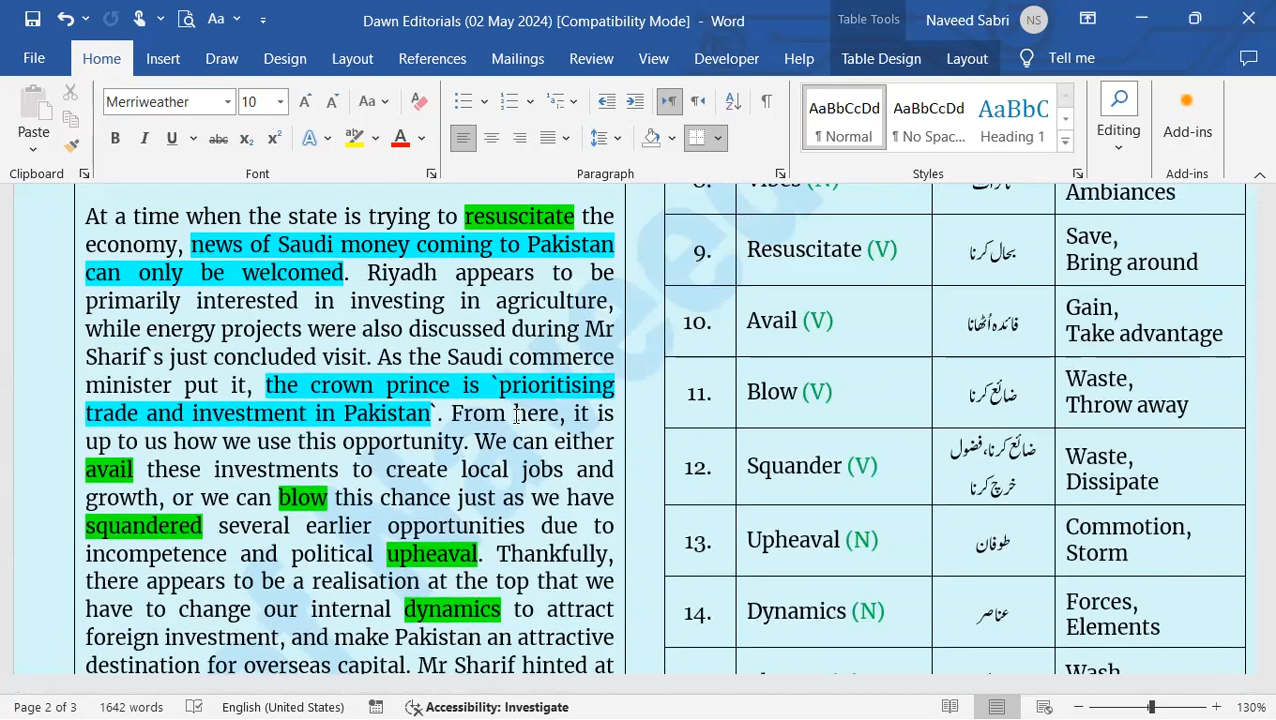 Dawn Editorials (02 May 2024) [Compatibility Mode] - Word
Table Tools
Naveed Sabri
NS
File Home Insert Draw Design Layout References Mailings Review View Developer Help Table Design Layout Tell me
Merriweather 10
Aa
Paste
B I U abc x₂ x² A
AaBbCcDd AaBbCcDd AaBbC
¶ Normal ¶ No Spac... Heading 1
Editing
Add-ins
Clipboard Font Paragraph Styles Add-ins
At a time when the state is trying to resuscitate the
economy, news of Saudi money coming to Pakistan
can only be welcomed. Riyadh appears to be
primarily interested in investing in agriculture,
while energy projects were also discussed during Mr
Sharif`s just concluded visit. As the Saudi commerce
minister put it, the crown prince is `prioritising
trade and investment in Pakistan`. From here, it is
up to us how we use this opportunity. We can either
avail these investments to create local jobs and
growth, or we can blow this chance just as we have
squandered several earlier opportunities due to
incompetence and political upheaval. Thankfully,
there appears to be a realisation at the top that we
have to change our internal dynamics to attract
foreign investment, and make Pakistan an attractive
destination for overseas capital. Mr Sharif hinted at
8. Vibes (N) تاثرات
Ambiances
9. Resuscitate (V) بحال کرنا Save,
Bring around
10. Avail (V) فائدہ اُٹھانا Gain,
Take advantage
11. Blow (V) ضائع کرنا Waste,
Throw away
12. Squander (V) ضائع کرنا، فضول Waste,
خرچ کرنا Dissipate
13. Upheaval (N) طوفان Commotion,
Storm
14. Dynamics (N) عناصر Forces,
Elements
Wash
Page 2 of 3 1642 words English (United States) Accessibility: Investigate 130%